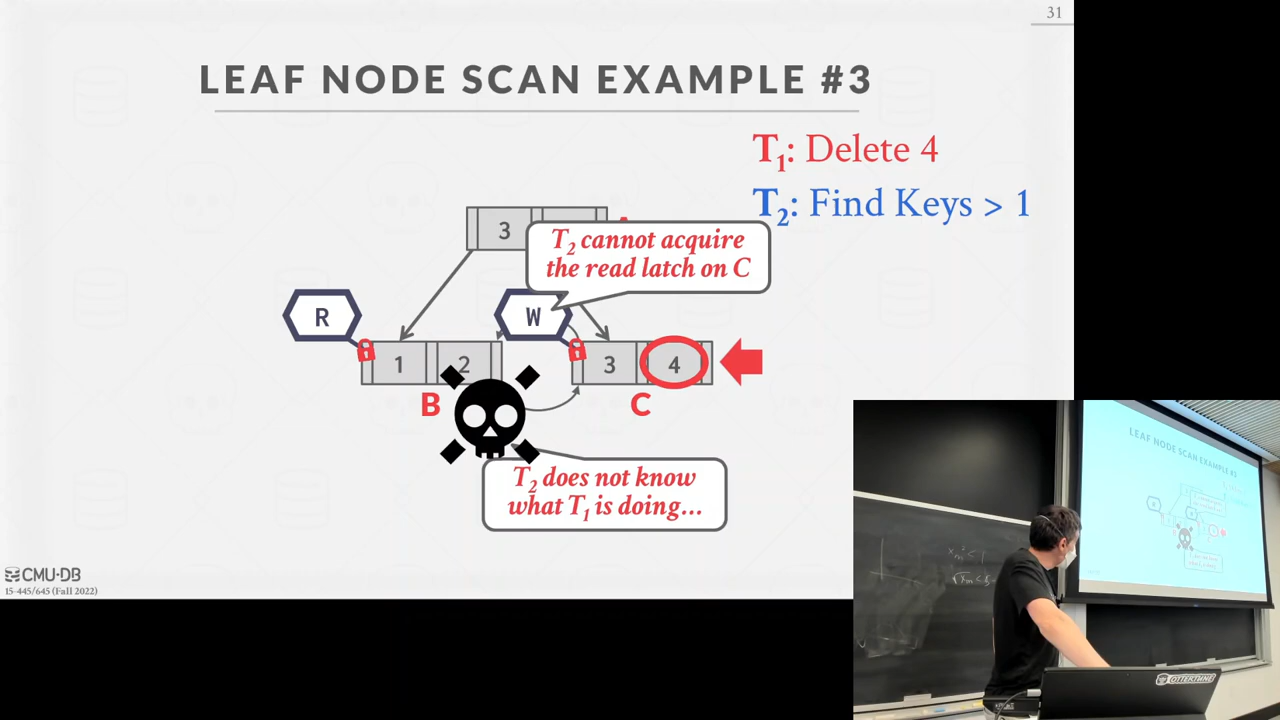 31
LEAF NODE SCAN EXAMPLE #3
T1: Delete 4
T2: Find Keys > 1
3
T2 cannot acquire
the read latch on C
R
W
1 2
3 4
B
C
T2 does not know
what T1 is doing...
CMU·DB
15-445/645 (Fall 2022)
LEAF NODE SCAN EXAMPLE #3
OTTERTUNE